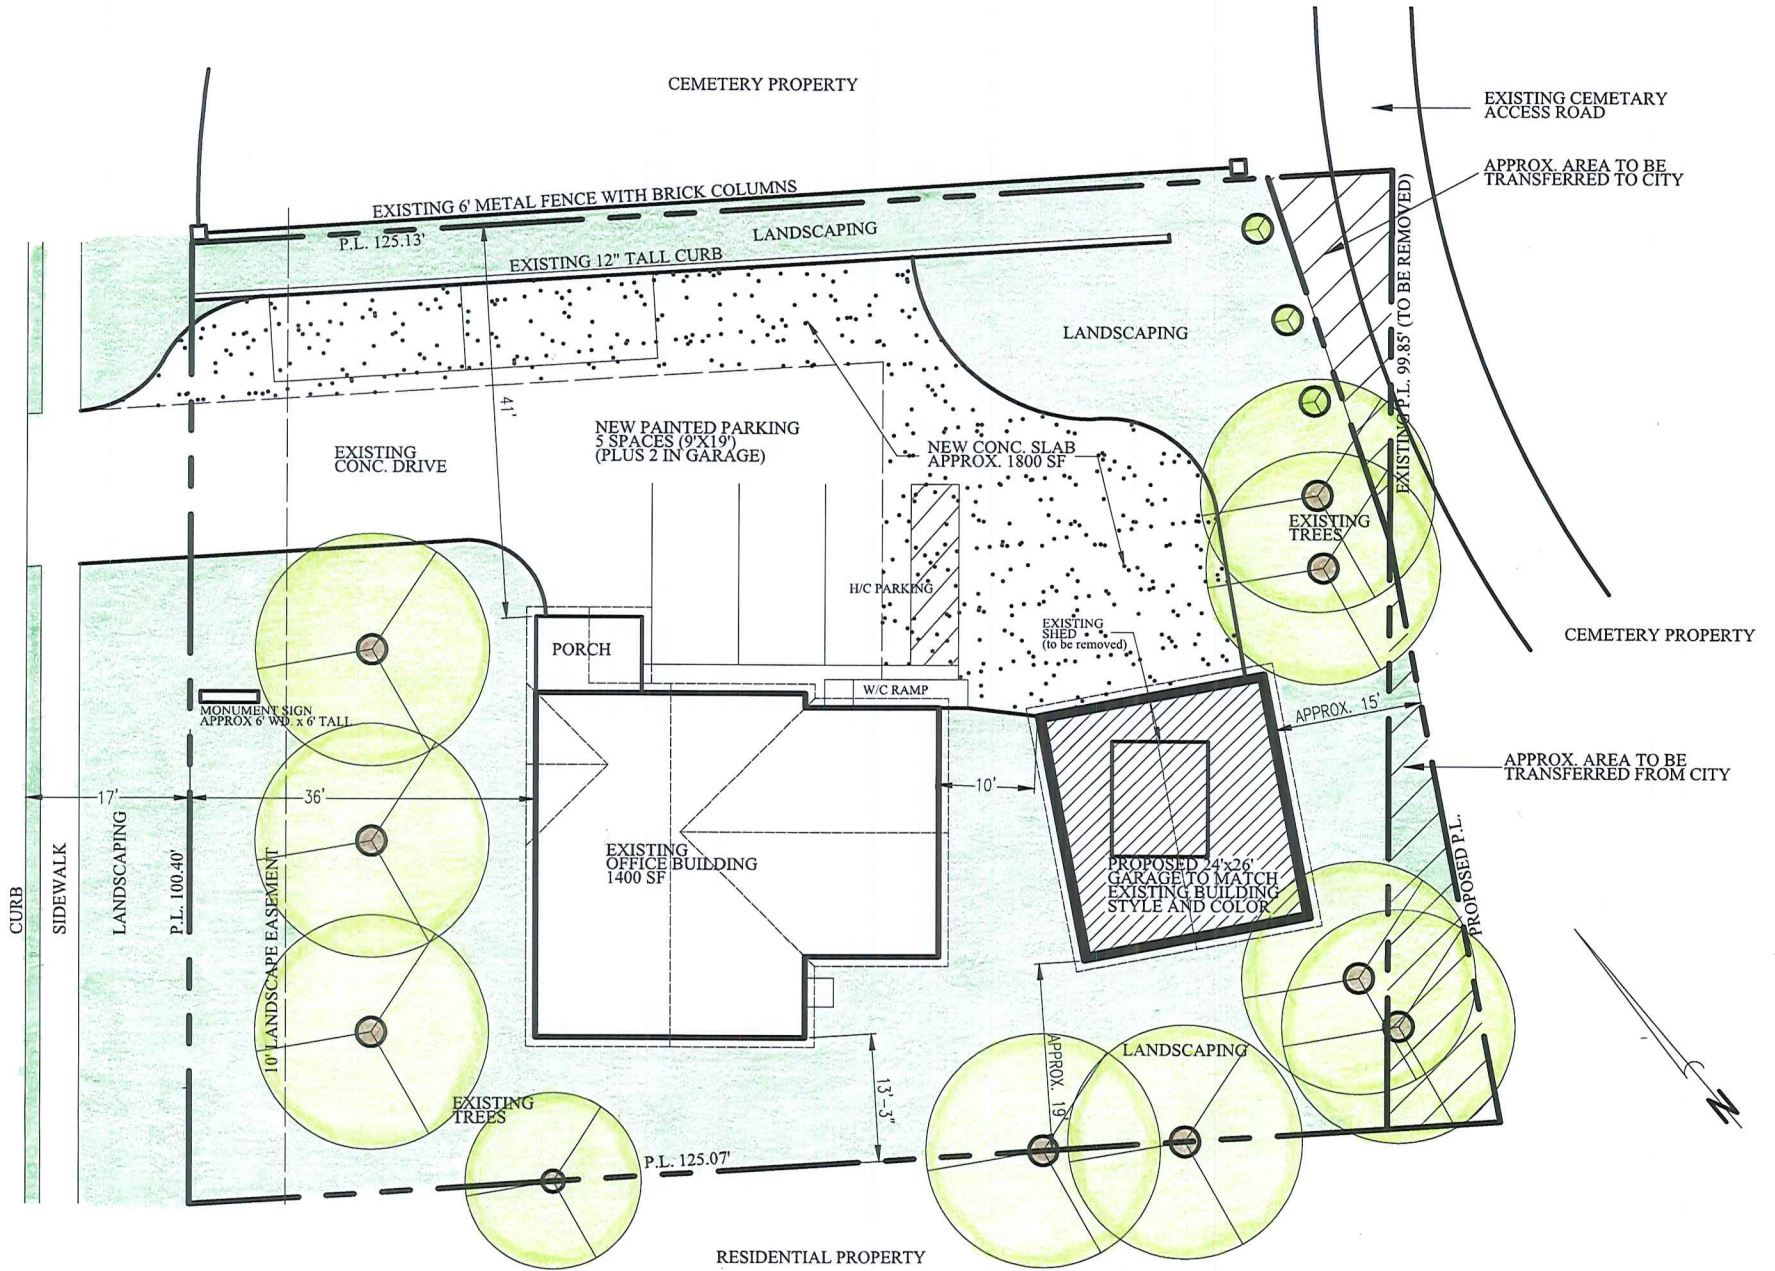 CEMETERY PROPERTY
EXISTING CEMETARY
ACCESS ROAD
APPROX. AREA TO BE
TRANSFERRED TO CITY
EXISTING 6' METAL FENCE WITH BRICK COLUMNS
P.L. 125.13'
LANDSCAPING
EXISTING 12" TALL CURB
LANDSCAPING
EXISTING P.L. 99.85' (TO BE REMOVED)
41'
NEW PAINTED PARKING
5 SPACES (9'X19')
(PLUS 2 IN GARAGE)
EXISTING
CONC. DRIVE
NEW CONC. SLAB
APPROX. 1800 SF
EXISTING
TREES
H/C PARKING
EXISTING
SHED
(to be removed)
CEMETERY PROPERTY
PORCH
W/C RAMP
MONUMENT SIGN
APPROX 6' WD. x 6' TALL
APPROX. 15'
APPROX. AREA TO BE
TRANSFERRED FROM CITY
17'
36'
10'
CURB
SIDEWALK
LANDSCAPING
P.L. 100.40'
10' LANDSCAPE EASEMENT
EXISTING
OFFICE BUILDING
1400 SF
PROPOSED 24'x26'
GARAGE TO MATCH
EXISTING BUILDING
STYLE AND COLOR
PROPOSED P.L.
EXISTING
TREES
13'-3"
APPROX. 19'
LANDSCAPING
N
P.L. 125.07'
RESIDENTIAL PROPERTY